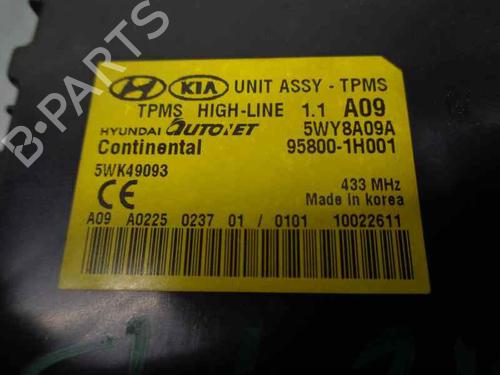 HYUNDAI KIA UNIT ASSY - TPMS
TPMS HIGH-LINE 1.1 A09
HYUNDAI AUTONET 5WY8A09A
Continental 95800-1H001
5WK49093
433 MHz
CE Made in korea
A09 A0225 0237 01 / 0101 10022611
B-PARTS